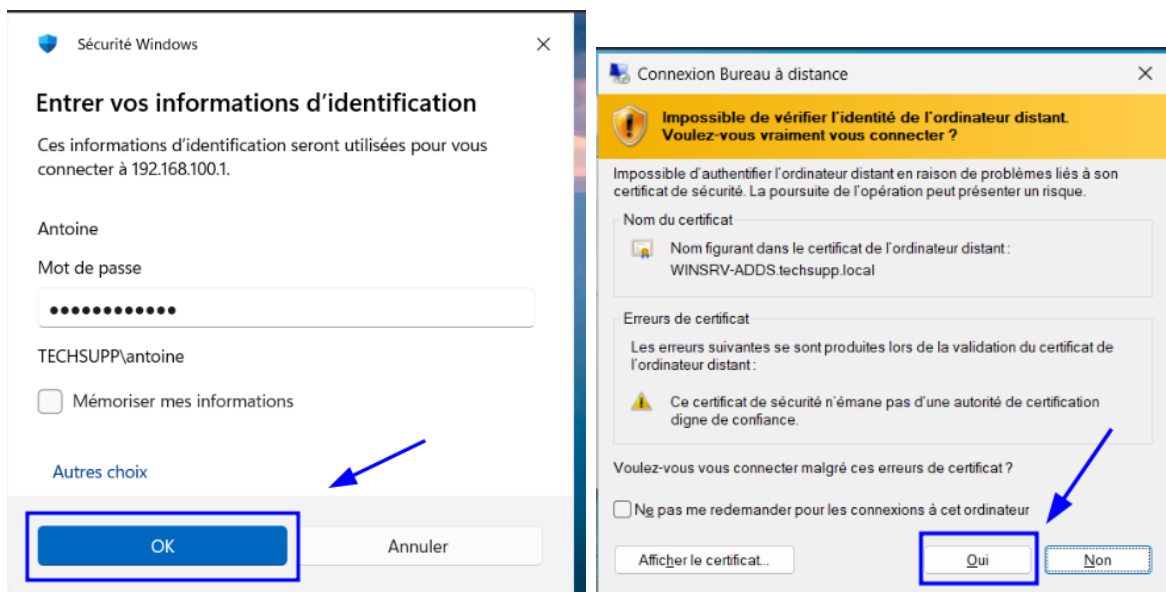 Sécurité Windows
Entrer vos informations d'identification
Ces informations d'identification seront utilisées pour vous
connecter à 192.168.100.1.
Antoine
Mot de passe
••••••••••••
TECHSUPP\antoine
Mémoriser mes informations
Autres choix
OK
Annuler
Connexion Bureau à distance
Impossible de vérifier l'identité de l'ordinateur distant.
Voulez-vous vraiment vous connecter ?
Impossible d'authentifier l'ordinateur distant en raison de problèmes liés à son
certificat de sécurité. La poursuite de l'opération peut présenter un risque.
Nom du certificat
Nom figurant dans le certificat de l'ordinateur distant :
WINSRV-ADDS.techsupp.local
Erreurs de certificat
Les erreurs suivantes se sont produites lors de la validation du certificat de
l'ordinateur distant :
Ce certificat de sécurité n'émane pas d'une autorité de certification
digne de confiance.
Voulez-vous vous connecter malgré ces erreurs de certificat ?
Ne pas me redemander pour les connexions à cet ordinateur
Afficher le certificat...
Oui
Non